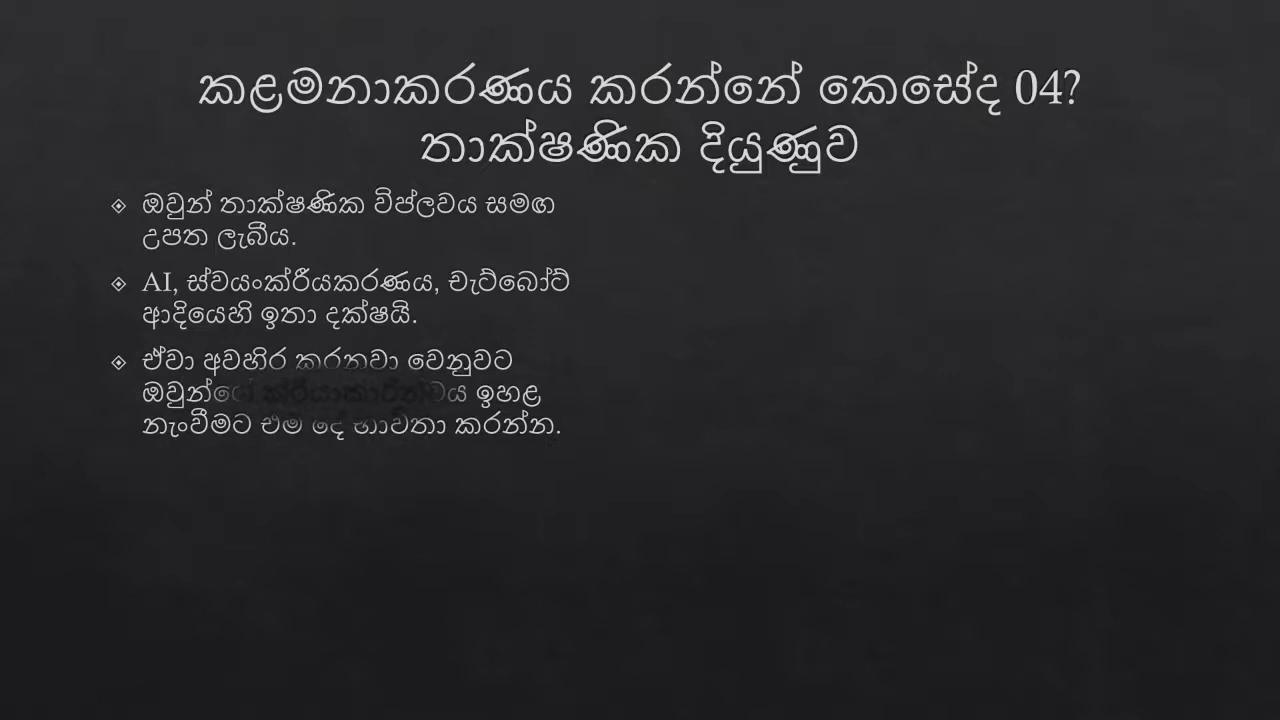 කළමනාකරණය කරන්නේ කෙසේද 04?
තාක්ෂණික දියුණුව
ඔවුන් තාක්ෂණික විප්ලවය සමඟ
උපත ලැබීය.
AI, ස්වයංක්රීයකරණය, චැට්බෝට්
ආදියෙහි ඉතා දක්ෂයි.
ඒවා අවහිර කරනවා වෙනුවට
ඔවුන්ගේ ක්රියාකාරිත්වය ඉහළ
නැංවීමට එම දේ භාවිතා කරන්න.